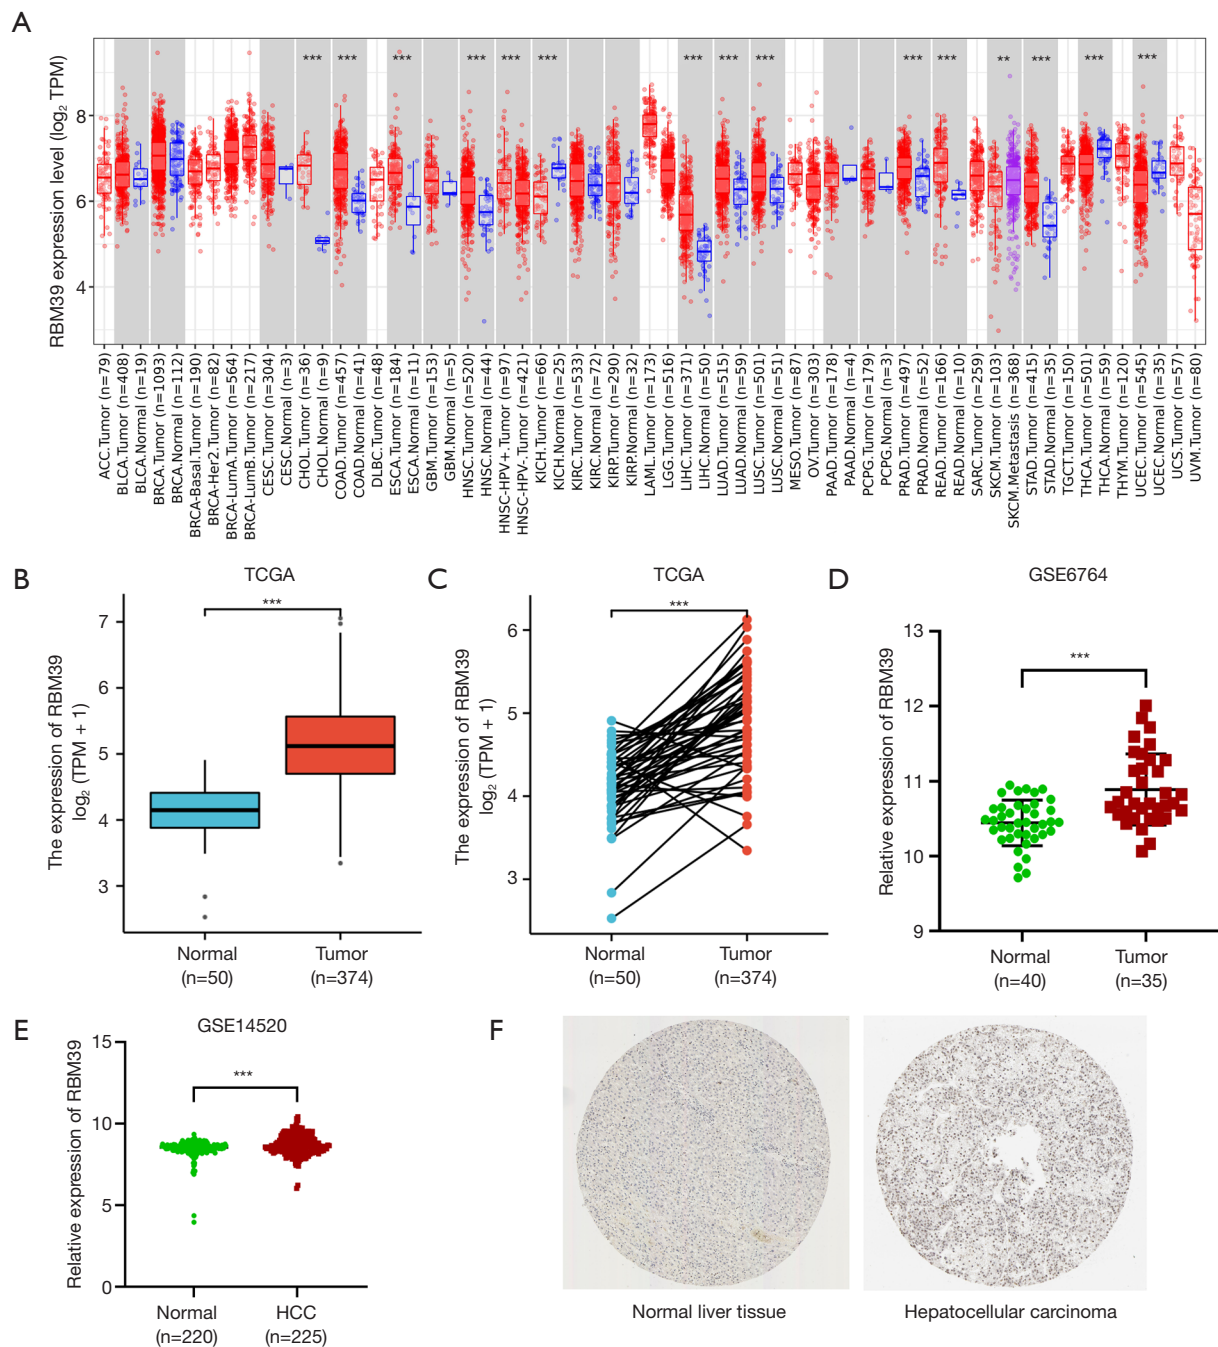 A
RBM39 expression level (log₂ TPM)
8
6
4
*** *** *** *** *** *** *** *** *** *** *** ** *** *** ***
ACC.Tumor (n=79)
BLCA.Tumor (n=408)
BLCA.Normal (n=19)
BRCA.Tumor (n=1093)
BRCA.Normal (n=112)
BRCA-Basal.Tumor (n=190)
BRCA-Her2.Tumor (n=82)
BRCA-LumA.Tumor (n=564)
BRCA-LumB.Tumor (n=217)
CESC.Tumor (n=304)
CESC.Normal (n=3)
CHOL.Tumor (n=36)
CHOL.Normal (n=9)
COAD.Tumor (n=457)
COAD.Normal (n=41)
DLBC.Tumor (n=48)
ESCA.Tumor (n=184)
ESCA.Normal (n=11)
GBM.Tumor (n=153)
GBM.Normal (n=5)
HNSC.Tumor (n=520)
HNSC.Normal (n=44)
HNSC-HPV+.Tumor (n=97)
HNSC-HPV-.Tumor (n=421)
KICH.Tumor (n=66)
KICH.Normal (n=25)
KIRC.Tumor (n=533)
KIRC.Normal (n=72)
KIRP.Tumor (n=290)
KIRP.Normal (n=32)
LAML.Tumor (n=173)
LGG.Tumor (n=516)
LIHC.Tumor (n=371)
LIHC.Normal (n=50)
LUAD.Tumor (n=515)
LUAD.Normal (n=59)
LUSC.Tumor (n=501)
LUSC.Normal (n=51)
MESO.Tumor (n=87)
OV.Tumor (n=303)
PAAD.Tumor (n=178)
PAAD.Normal (n=4)
PCPG.Tumor (n=179)
PCPG.Normal (n=3)
PRAD.Tumor (n=497)
PRAD.Normal (n=52)
READ.Tumor (n=166)
READ.Normal (n=10)
SARC.Tumor (n=259)
SKCM.Tumor (n=103)
SKCM.Metastasis (n=368)
STAD.Tumor (n=415)
STAD.Normal (n=35)
TGCT.Tumor (n=150)
THCA.Tumor (n=501)
THCA.Normal (n=59)
THYM.Tumor (n=120)
UCEC.Tumor (n=545)
UCEC.Normal (n=35)
UCS.Tumor (n=57)
UVM.Tumor (n=80)
B
TCGA
The expression of RBM39
log₂ (TPM + 1)
***
7
6
5
4
3
Normal
(n=50)
Tumor
(n=374)
C
TCGA
The expression of RBM39
log₂ (TPM + 1)
***
6
5
4
3
Normal
(n=50)
Tumor
(n=374)
D
GSE6764
Relative expression of RBM39
***
13
12
11
10
9
Normal
(n=40)
Tumor
(n=35)
E
GSE14520
Relative expression of RBM39
***
15
10
5
0
Normal
(n=220)
HCC
(n=225)
F
Normal liver tissue
Hepatocellular carcinoma